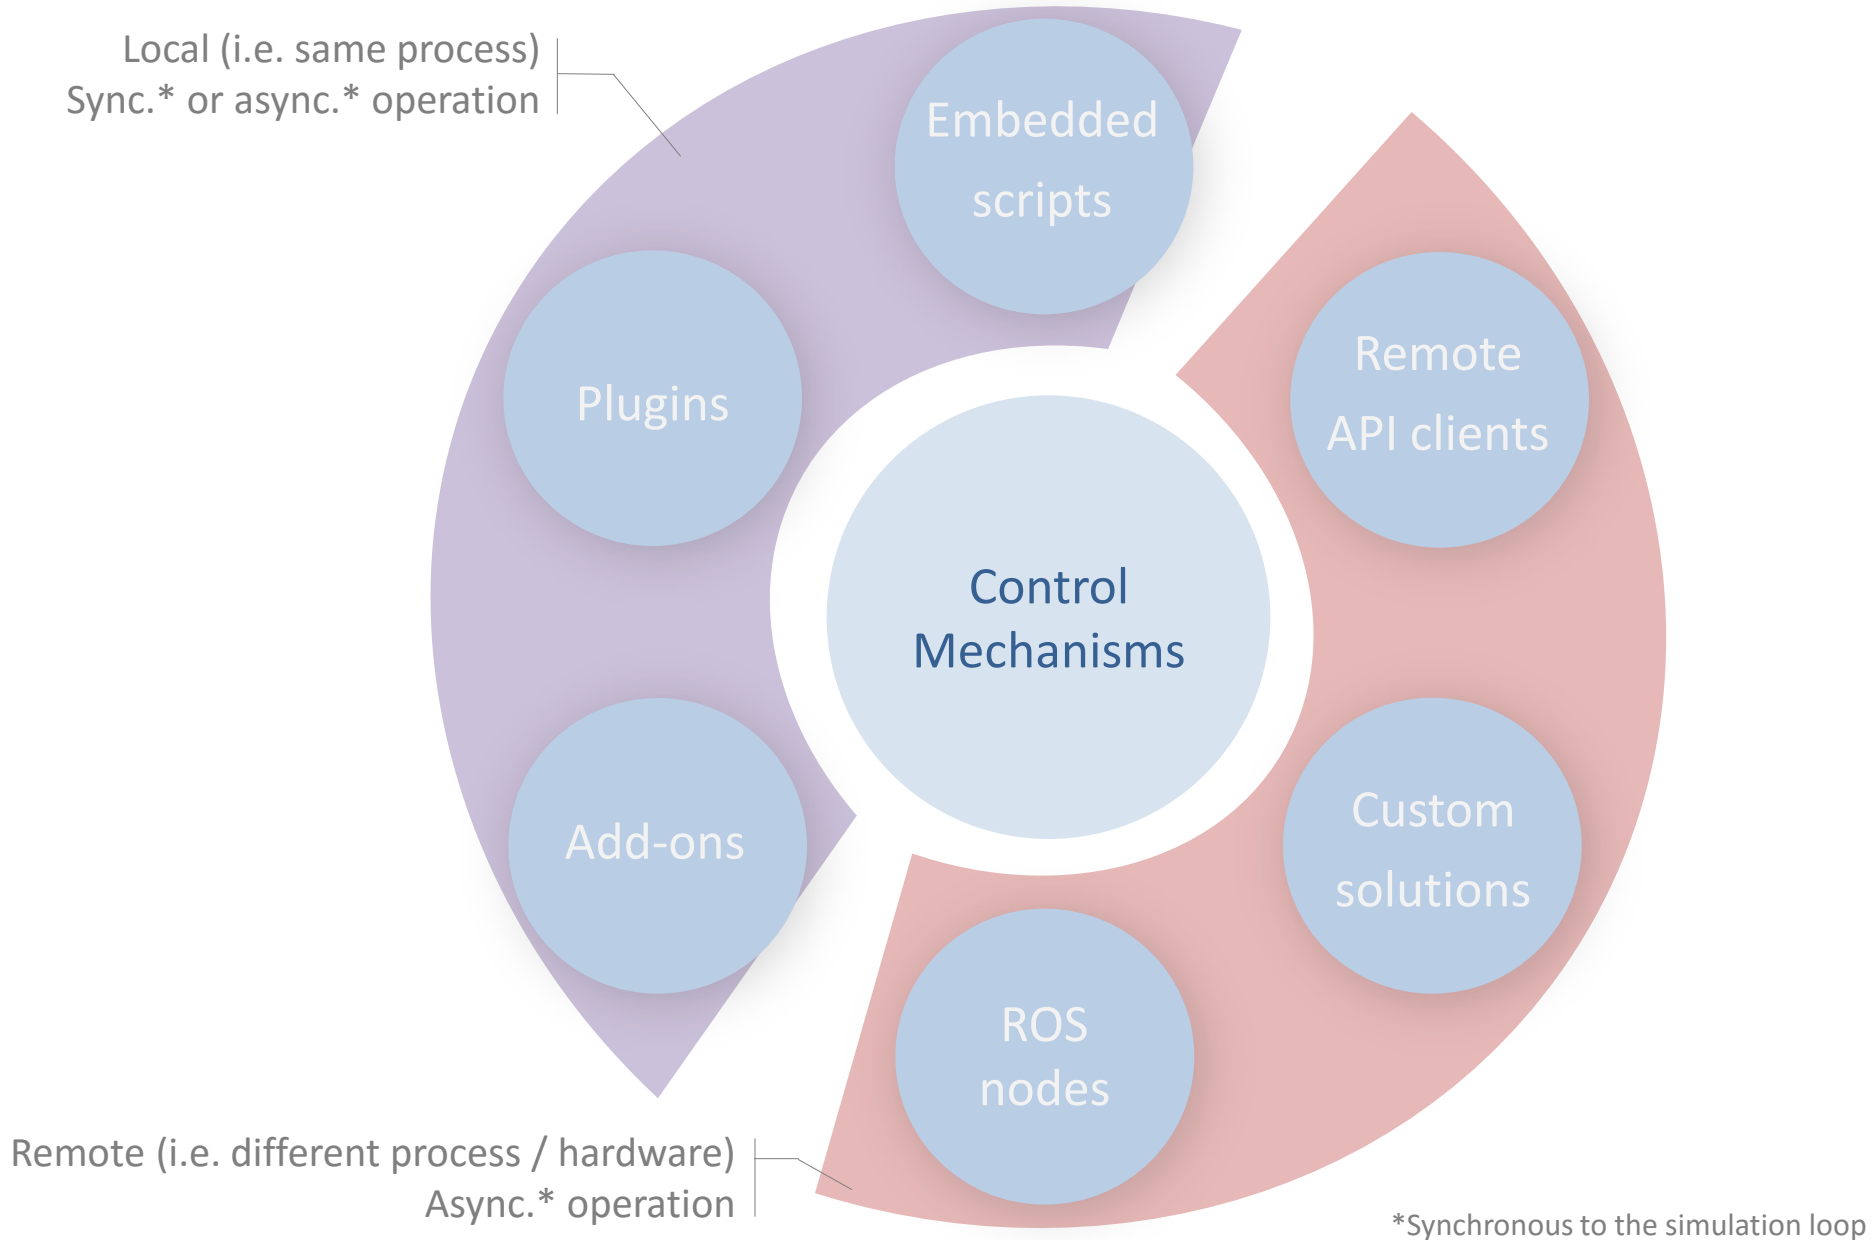 Local (i.e. same process)
Sync.* or async.* operation
Embedded
scripts
Plugins
Add-ons
Control
Mechanisms
Remote
API clients
Custom
solutions
ROS
nodes
Remote (i.e. different process / hardware)
Async.* operation
*Synchronous to the simulation loop